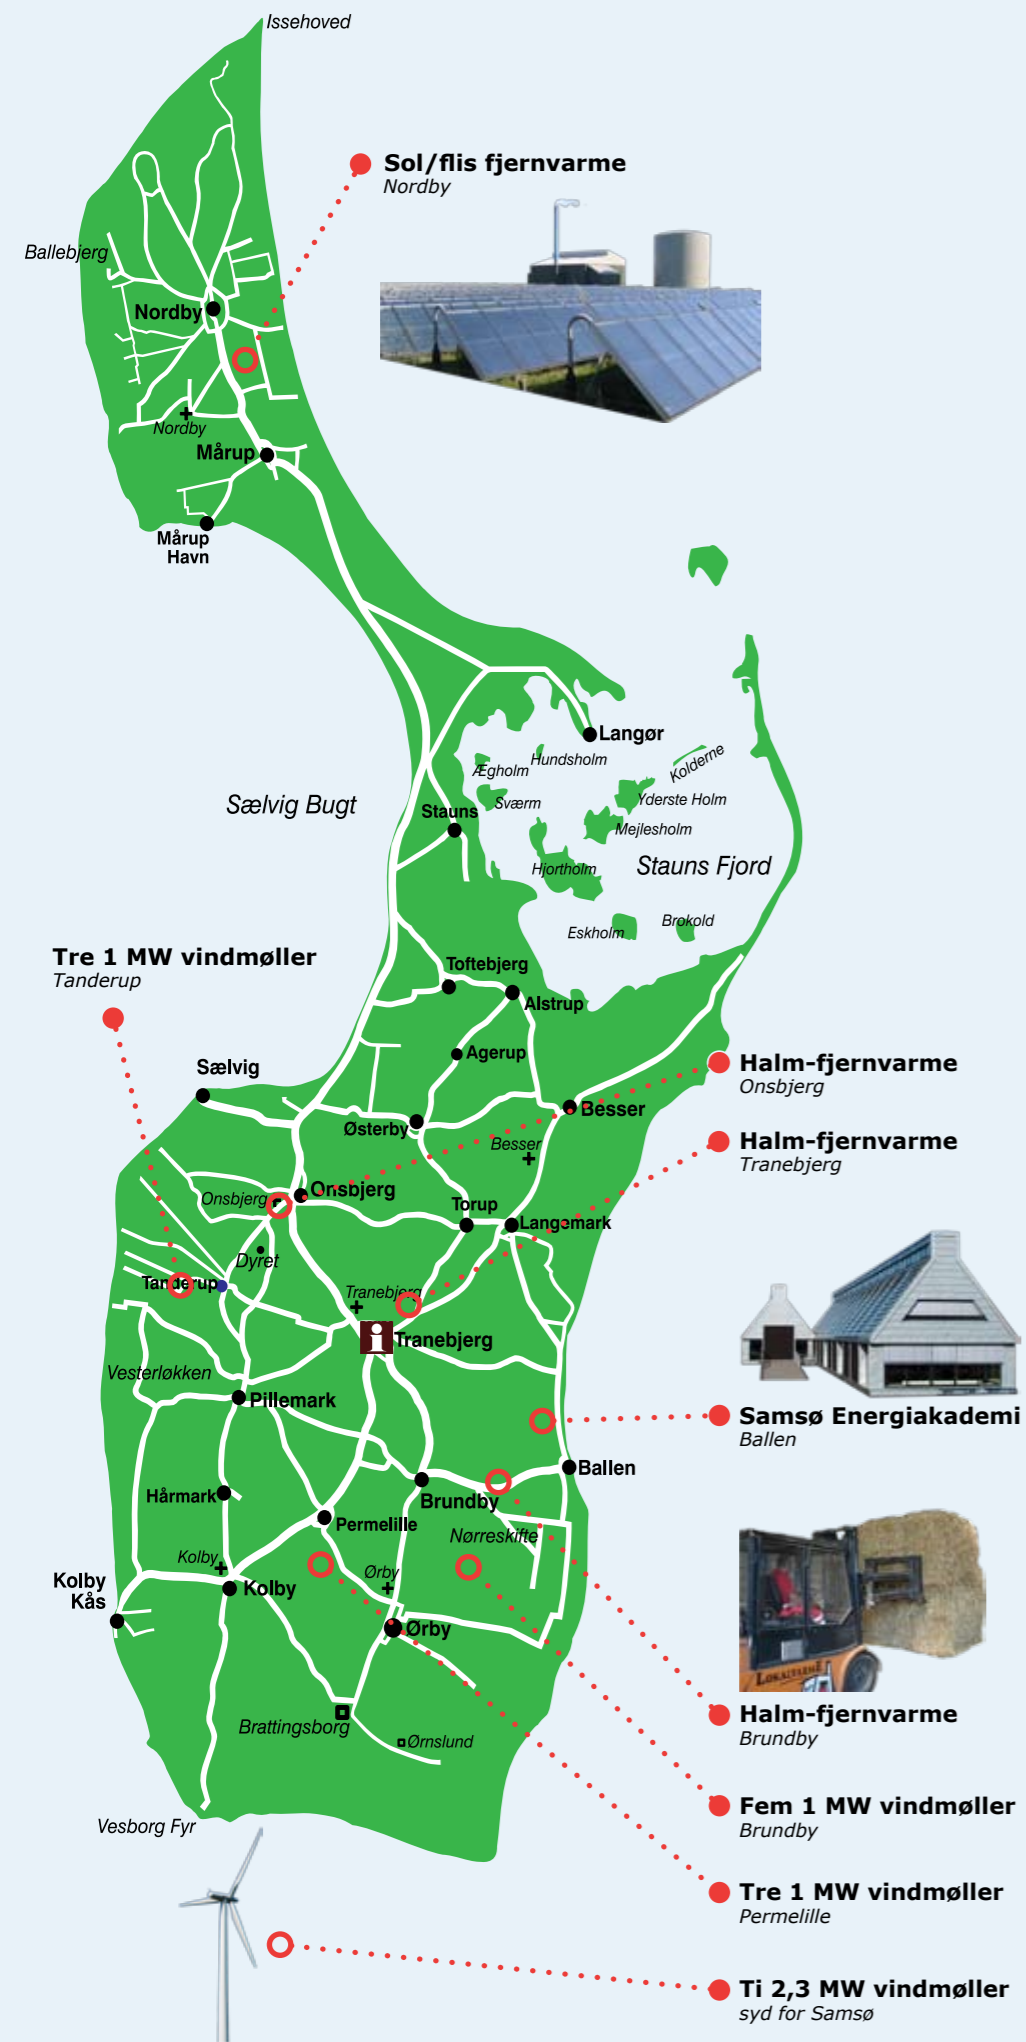 Issehoved
Sol/flis fjernvarme
Nordby
Ballebjerg
Nordby
Nordby
Mårup
Mårup
Havn
Langør
Hundsholm
Kolderne
Ægholm
Sværm
Yderste Holm
Sælvig Bugt
Stauns
Mejlesholm
Hjortholm
Stauns Fjord
Eskholm
Brokold
Tre 1 MW vindmøller
Tanderup
Toftebjerg
Alstrup
Agerup
Sælvig
Halm-fjernvarme
Onsbjerg
Besser
Østerby
Besser
Halm-fjernvarme
Tranebjerg
Onsbjerg
Onsbjerg
Torup
Langemark
Dyret
Tanderup
Tranebjerg
i
Tranebjerg
Vesterløkken
Pillemark
Samsø Energiakademi
Ballen
Ballen
Hårmark
Brundby
Permelille
Nørreskifte
Kolby
Ørby
Kolby
Kås
Kolby
Ørby
LOKALVARME
Halm-fjernvarme
Brundby
Brattingsborg
Ørnslund
Fem 1 MW vindmøller
Brundby
Vesborg Fyr
Tre 1 MW vindmøller
Permelille
Ti 2,3 MW vindmøller
syd for Samsø